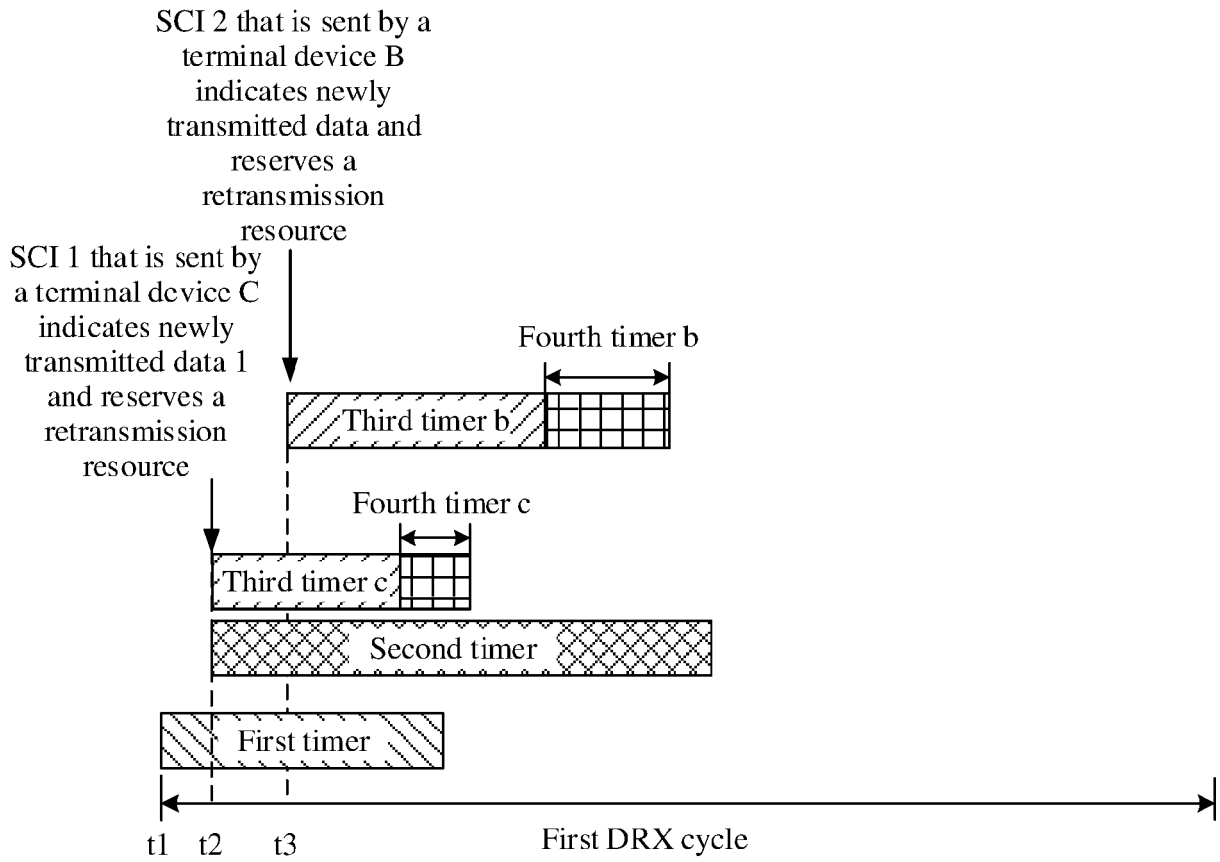 SCI 2 that is sent by a
terminal device B
indicates newly
transmitted data and
reserves a
retransmission
resource
SCI 1 that is sent by
a terminal device C
indicates newly
transmitted data 1
and reserves a
retransmission
resource
Fourth timer b
Third timer b
Fourth timer c
Third timer c
Second timer
First timer
t1
t2
t3
First DRX cycle